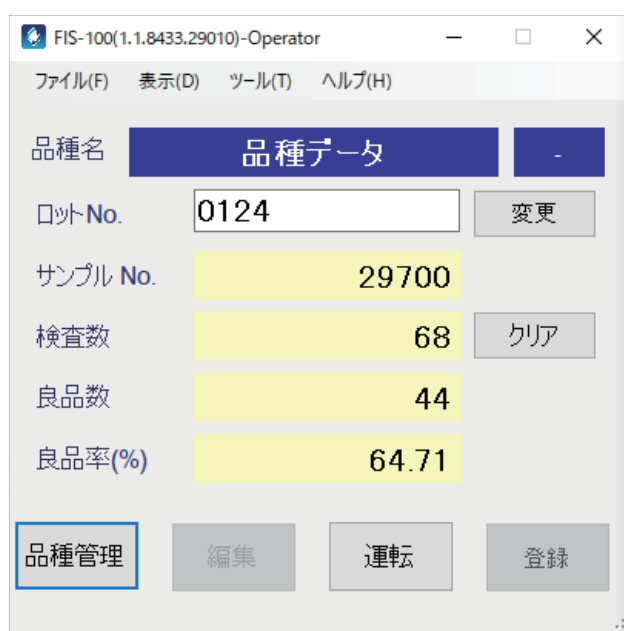 FIS-100(1.1.8433.29010)-Operator
ファイル(F) 表示(D) ツール(T) ヘルプ(H)
品種名 品種データ -
ロットNo. 0124 変更
サンプル No. 29700
検査数 68 クリア
良品数 44
良品率(%) 64.71
品種管理 編集 運転 登録